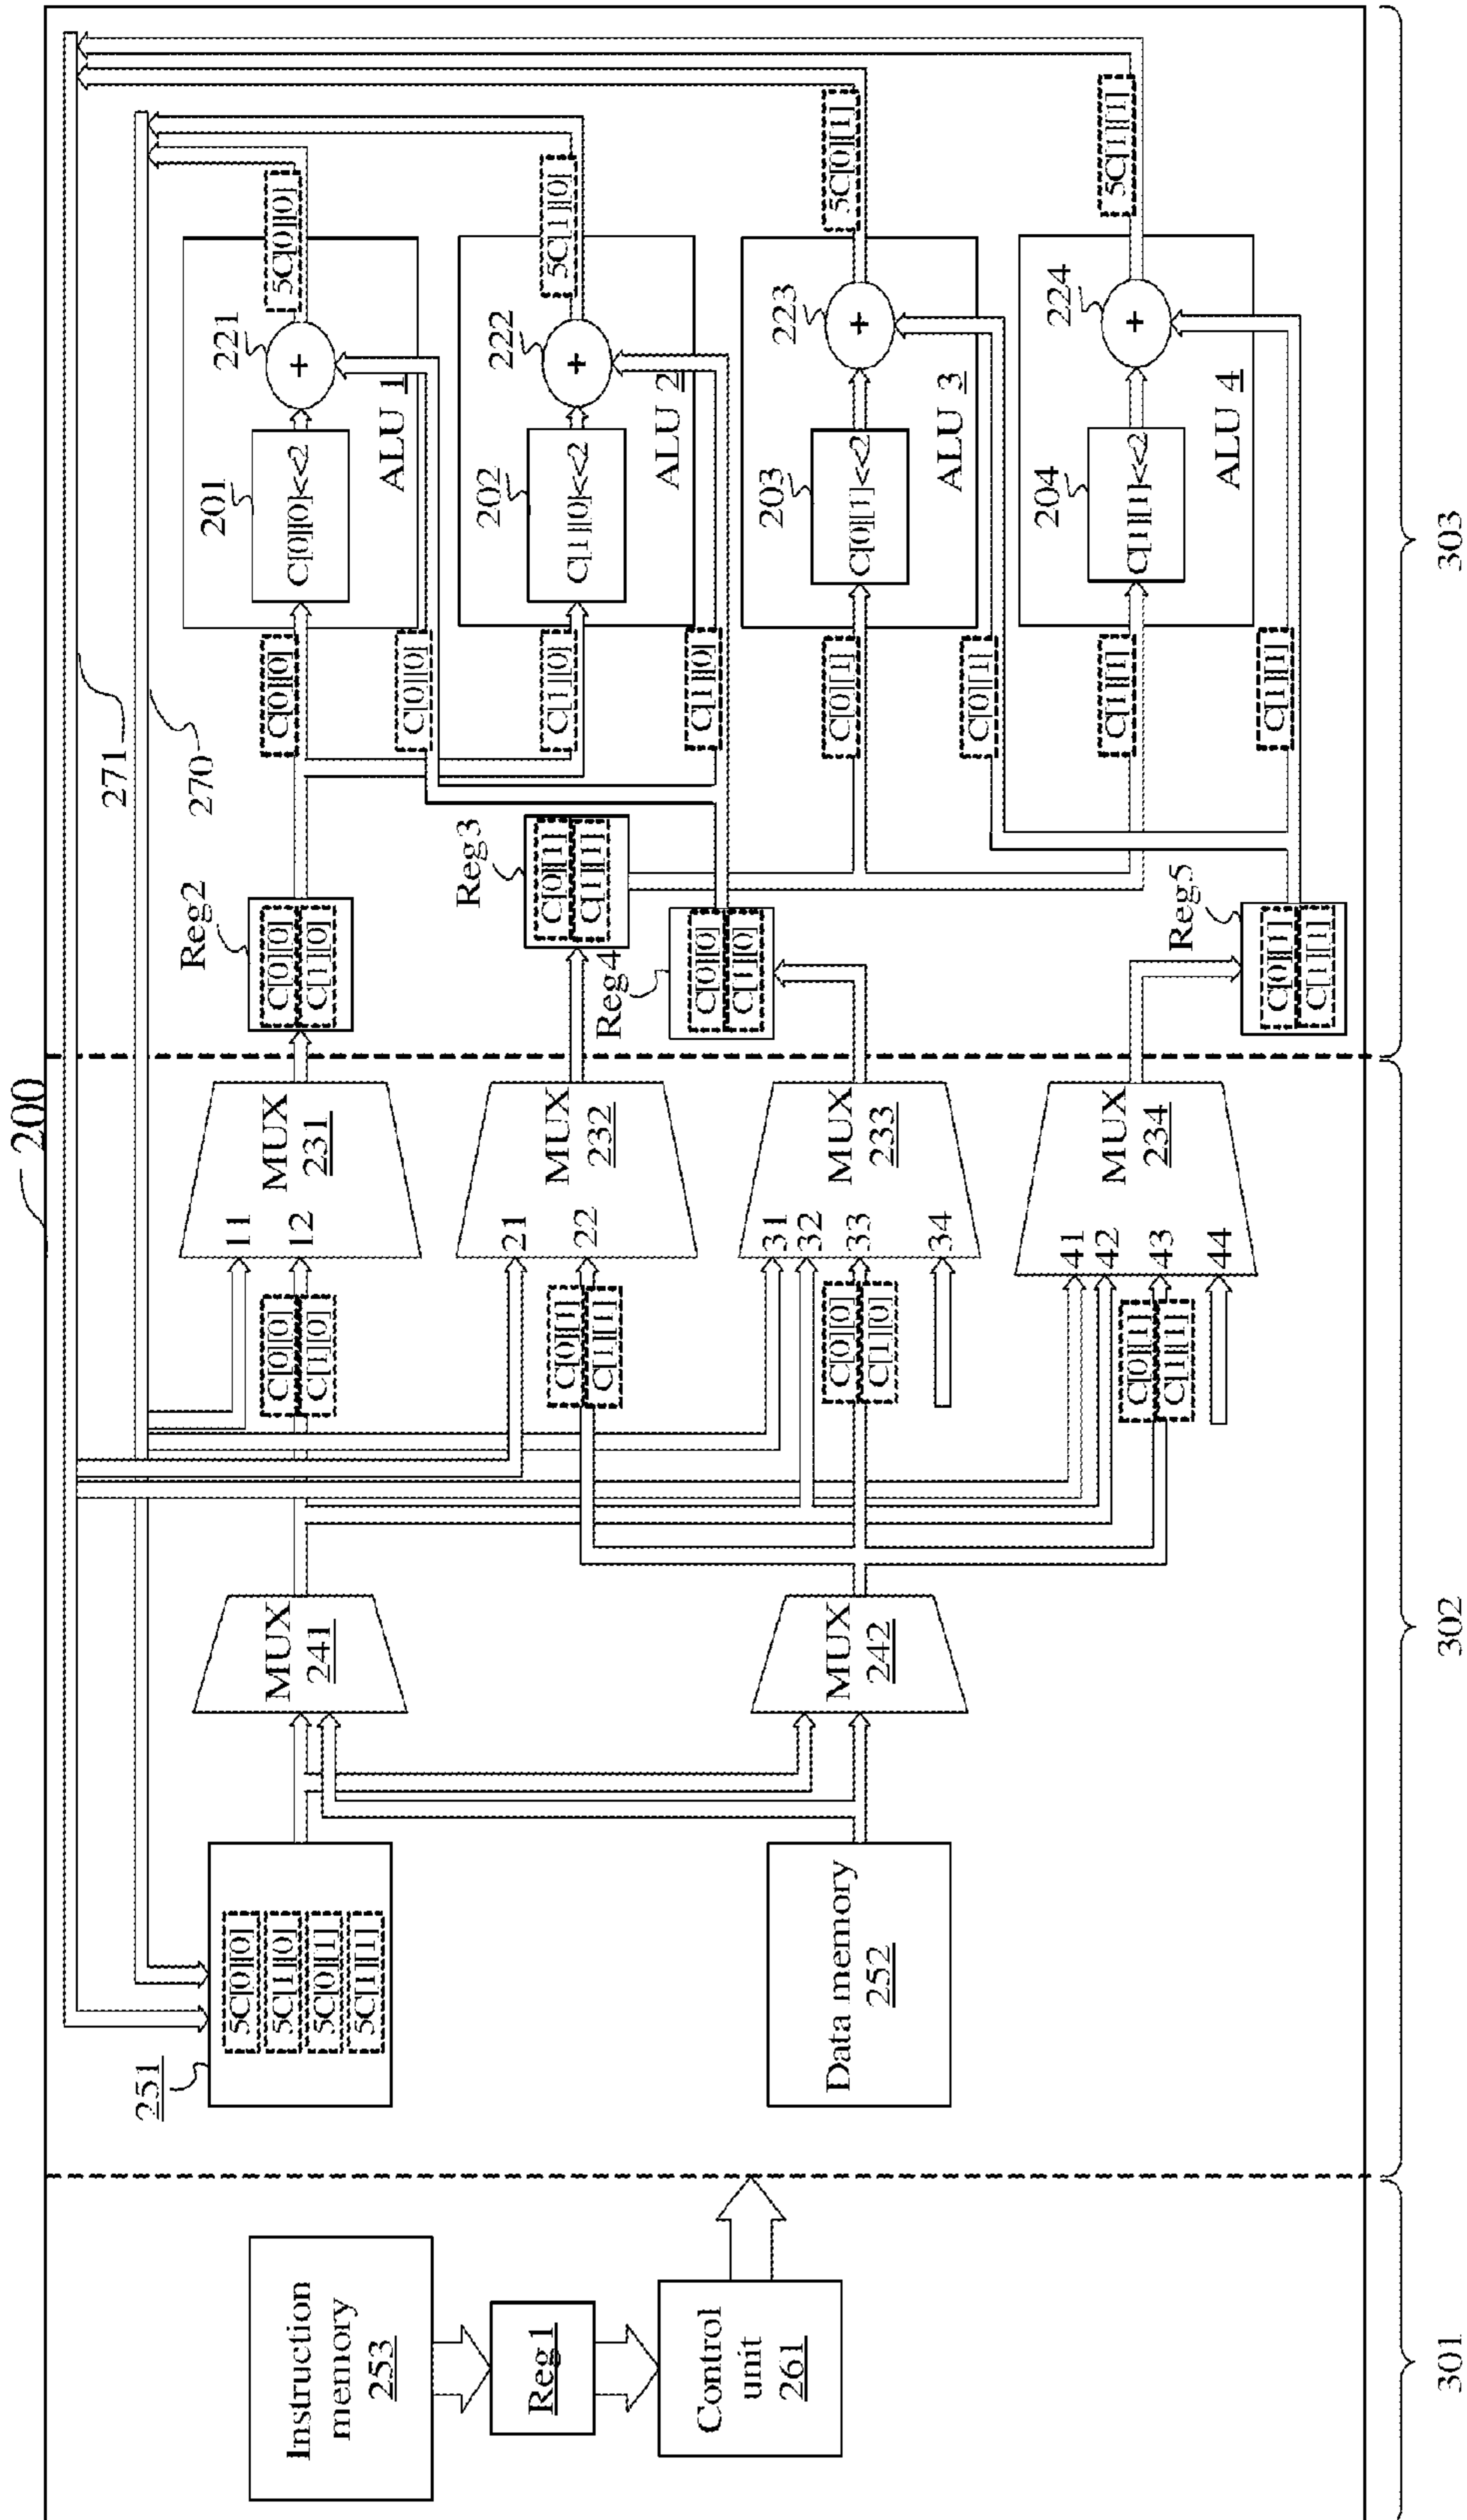 200
Instruction
memory
253
Reg1
Control
unit
261
251
5C[0][0]
5C[1][0]
5C[0][1]
5C[1][1]
Data memory
252
MUX
241
MUX
242
C[0][0]
C[1][0]
11
12
MUX
231
C[0][1]
C[1][1]
21
22
MUX
232
C[0][0]
C[1][0]
31
32
33
34
MUX
233
C[0][1]
C[1][1]
41
42
43
44
MUX
234
Reg2
C[0][0]
C[1][0]
Reg3
C[0][1]
C[1][1]
Reg4
C[0][0]
C[1][0]
Reg5
C[0][1]
C[1][1]
271
270
C[0][0]
C[0][0]
201
C[0][0]<<2
221
+
ALU 1
5C[0][0]
C[1][0]
C[1][0]
202
C[1][0]<<2
222
+
ALU 2
5C[1][0]
C[0][1]
C[0][1]
203
C[0][1]<<2
223
+
ALU 3
5C[0][1]
C[1][1]
C[1][1]
204
C[1][1]<<2
224
+
ALU 4
5C[1][1]
301
302
303